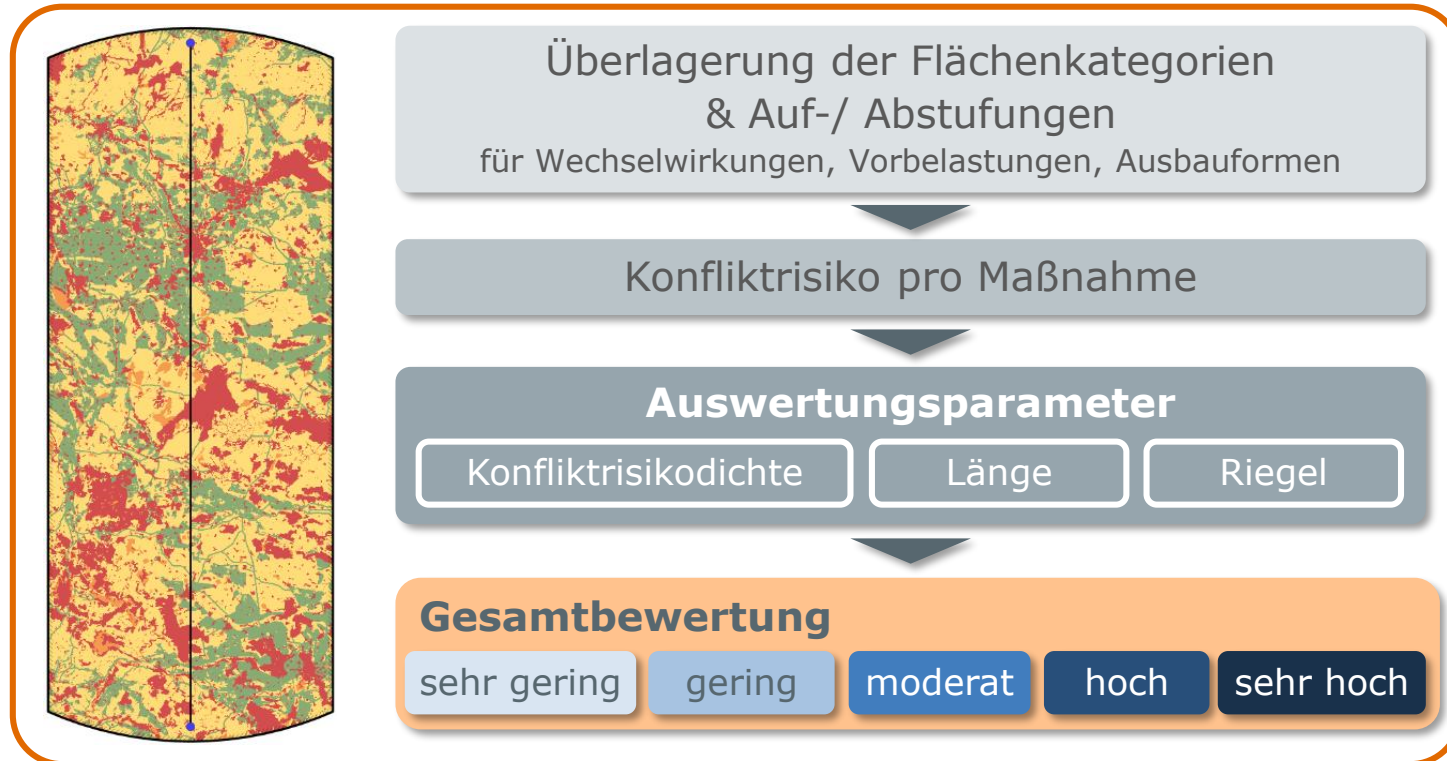 Überlagerung der Flächenkategorien
& Auf-/ Abstufungen
für Wechselwirkungen, Vorbelastungen, Ausbauformen
Konfliktrisiko pro Maßnahme
Auswertungsparameter
Konfliktrisikodichte
Länge
Riegel
Gesamtbewertung
sehr gering
gering
moderat
hoch
sehr hoch